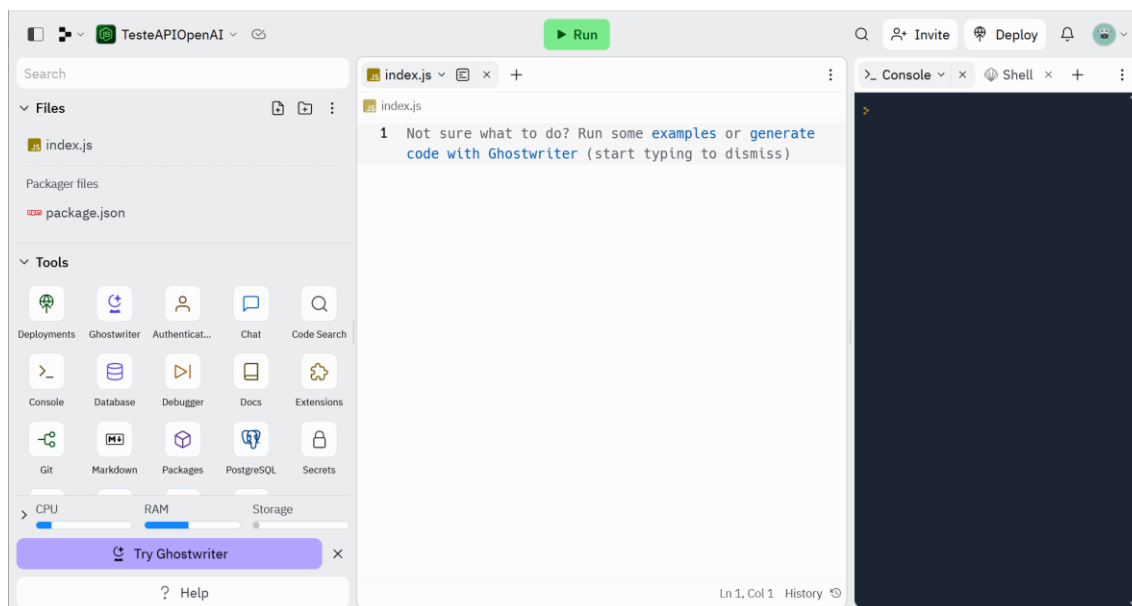 TesteAPIOpenAI
Run
Invite
Deploy
Search
Files
index.js
Packager files
package.json
Tools
Deployments Ghostwriter Authenticat... Chat Code Search
Console Database Debugger Docs Extensions
Git Markdown Packages PostgreSQL Secrets
CPU RAM Storage
Try Ghostwriter
? Help
JS index.js
JS index.js
1 Not sure what to do? Run some examples or generate
code with Ghostwriter (start typing to dismiss)
Ln 1, Col 1 History
>_ Console Shell
>